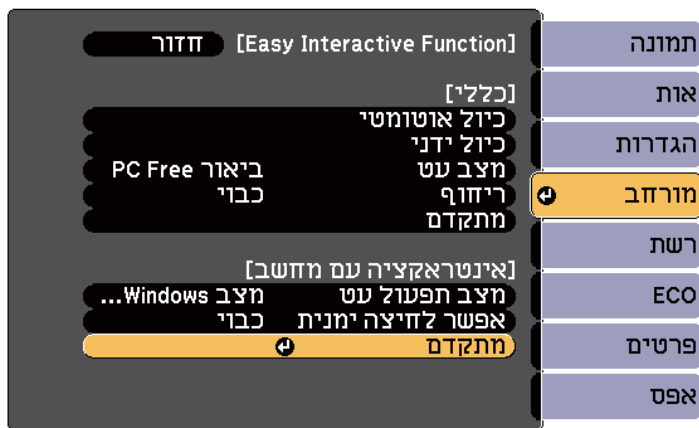 [Easy Interactive Function] חזור
[כללי]
כיול אוטומטי
כיול ידני
מצב עט ביאור PC Free
ריחוף כבוי
מתקדם
[אינטראקציה עם מחשב]
מצב תפעול עט מצב Windows...
אפשר לחיצה ימנית כבוי
מתקדם
תמונה
אות
הגדרות
מורחב
רשת
ECO
פרטים
אפס